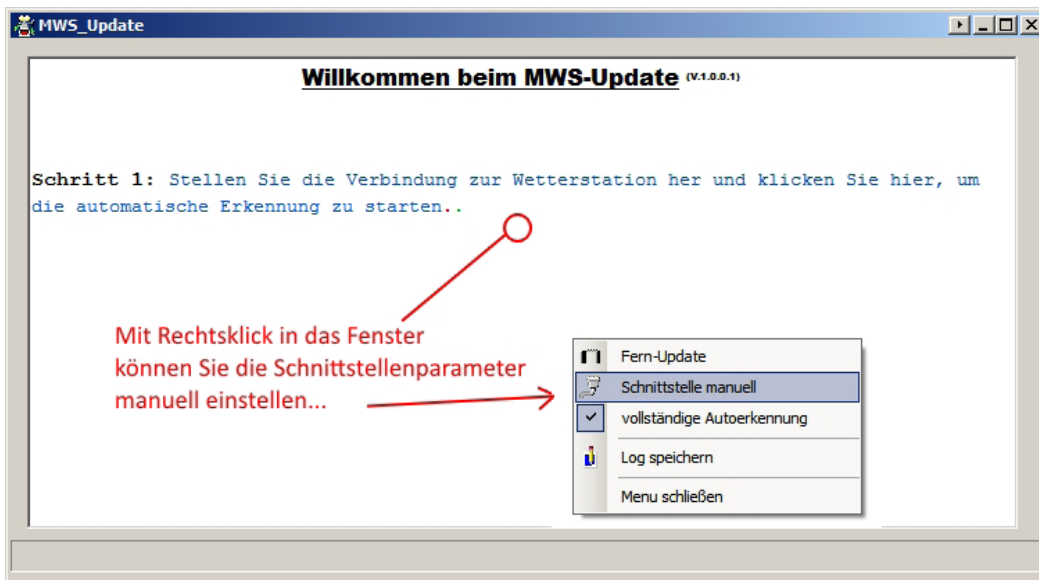 MWS_Update
Willkommen beim MWS-Update (V.1.0.0.1)
Schritt 1: Stellen Sie die Verbindung zur Wetterstation her und klicken Sie hier, um
die automatische Erkennung zu starten..
Mit Rechtsklick in das Fenster
können Sie die Schnittstellenparameter
manuell einstellen...
Fern-Update
Schnittstelle manuell
vollständige Autoerkennung
Log speichern
Menu schließen